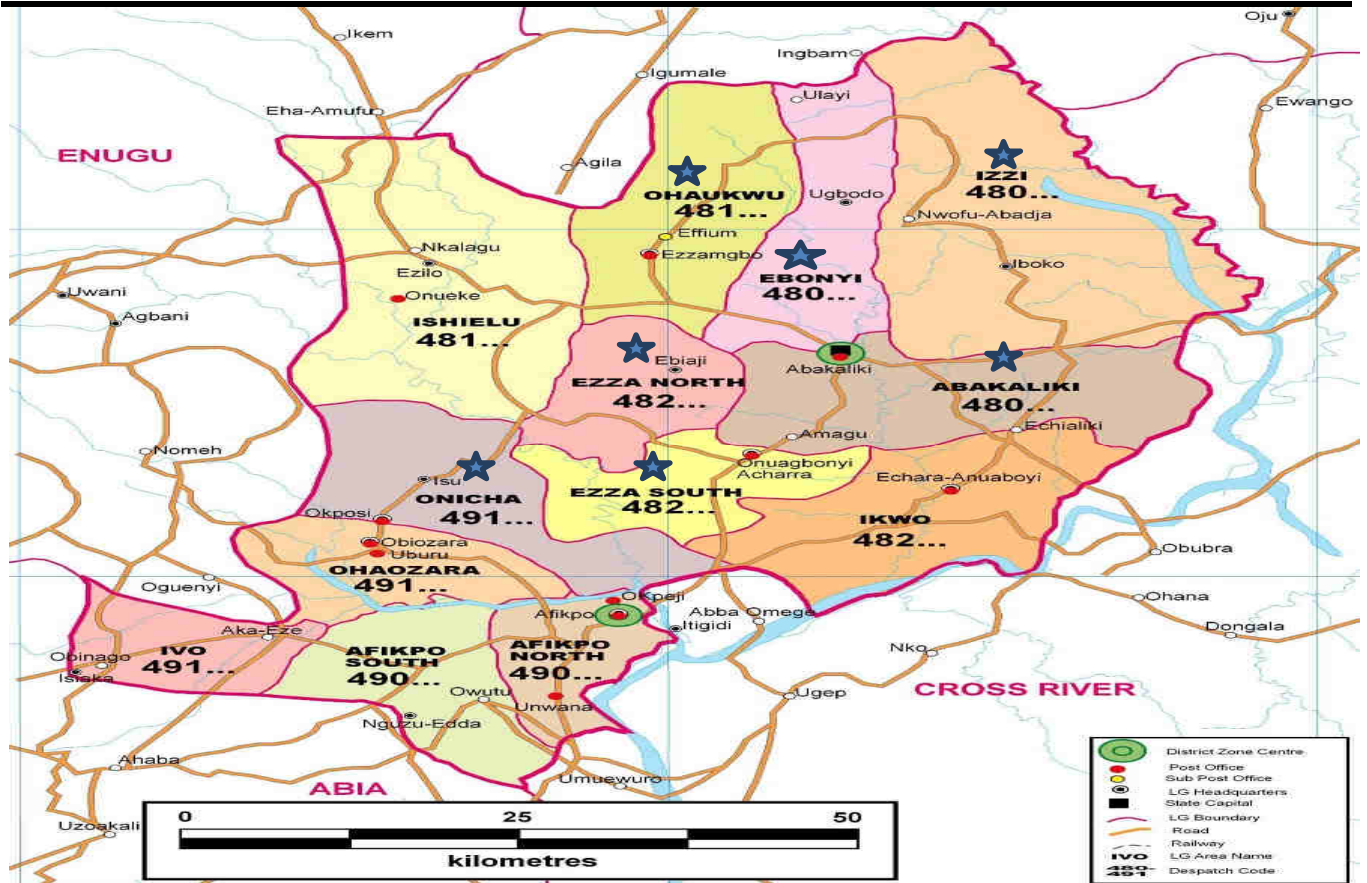 Oju
Ikem
Ingbam
Igumale
Ulayi
Ewango
Eha-Amufu
ENUGU
Agila
IZZI
480...
OHAUKWU
481...
Ugbodo
Nwofu-Abadja
Effium
Ezzamgbo
Nkalagu
Ezilo
Iboko
EBONYI
480...
Uwani
Onueke
Agbani
ISHIELU
481...
Ebiaji
Abakaliki
EZZA NORTH
482...
ABAKALIKI
480...
Echialiki
Amagu
Nomeh
Onuagbonyi
Acharra
Echara-Anuaboyi
Isu
ONICHA
491...
EZZA SOUTH
482...
Okposi
IKWO
482...
Obiozara
Uburu
OHAOZARA
491...
Obubra
Oguenyi
Okpeji
Ohana
Afikpo
Abba Omege
Itigidi
Dongala
Aka-Eze
IVO
491...
AFIKPO
SOUTH
490...
AFIKPO
NORTH
490...
Nko
Obinago
Isiaka
CROSS RIVER
Owutu
Unwana
Ugep
Nguzu-Edda
Ahaba
Umuewuro
ABIA
Uzoakali
0 25 50
kilometres
District Zone Centre
Post Office
Sub Post Office
LG Headquarters
State Capital
LG Boundary
Road
Railway
IVO LG Area Name
480-
491 Despatch Code